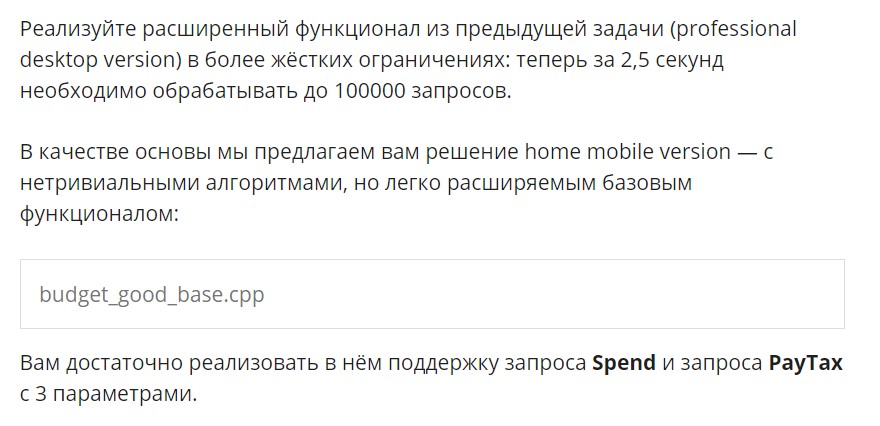 Реализуйте расширенный функционал из предыдущей задачи (professional
desktop version) в более жёстких ограничениях: теперь за 2,5 секунд
необходимо обрабатывать до 100000 запросов.
В качестве основы мы предлагаем вам решение home mobile version — с
нетривиальными алгоритмами, но легко расширяемым базовым
функционалом:
budget_good_base.cpp
Вам достаточно реализовать в нём поддержку запроса Spend и запроса PayTax
с 3 параметрами.